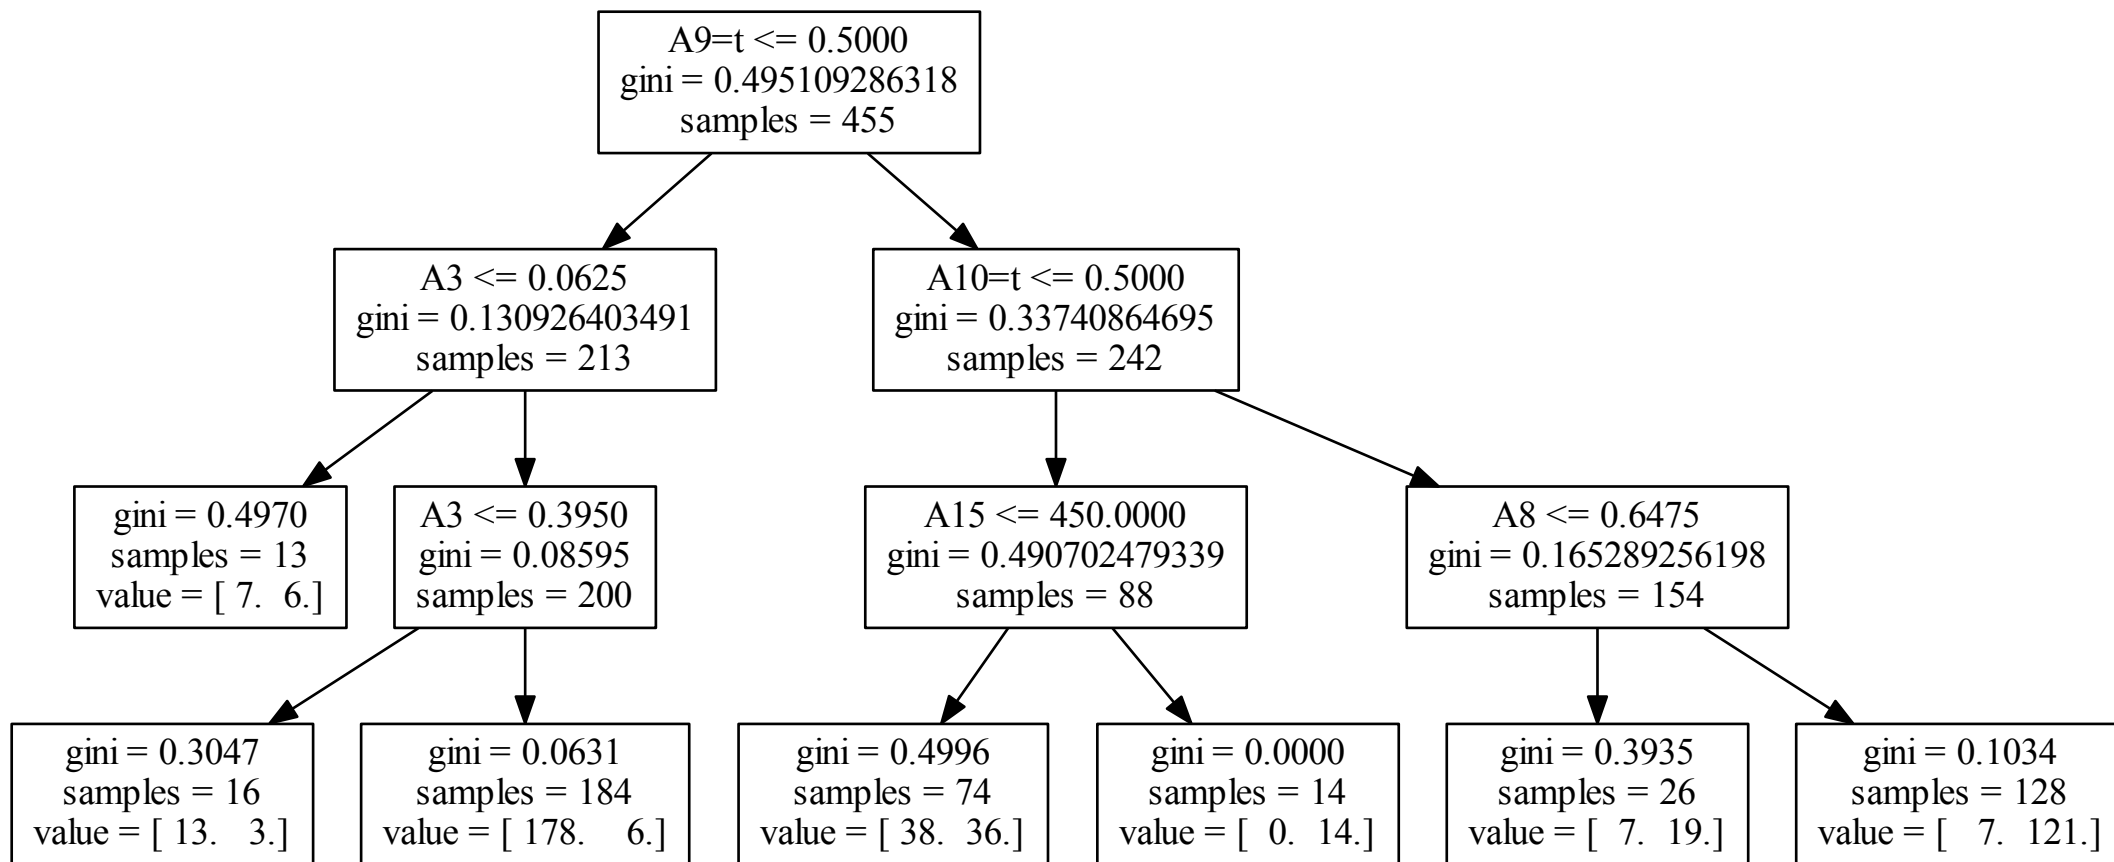 A9=t <= 0.5000
gini = 0.495109286318
samples = 455
A3 <= 0.0625
gini = 0.130926403491
samples = 213
A10=t <= 0.5000
gini = 0.33740864695
samples = 242
gini = 0.4970
samples = 13
value = [ 7. 6.]
A3 <= 0.3950
gini = 0.08595
samples = 200
A15 <= 450.0000
gini = 0.490702479339
samples = 88
A8 <= 0.6475
gini = 0.165289256198
samples = 154
gini = 0.3047
samples = 16
value = [ 13. 3.]
gini = 0.0631
samples = 184
value = [ 178. 6.]
gini = 0.4996
samples = 74
value = [ 38. 36.]
gini = 0.0000
samples = 14
value = [ 0. 14.]
gini = 0.3935
samples = 26
value = [ 7. 19.]
gini = 0.1034
samples = 128
value = [ 7. 121.]